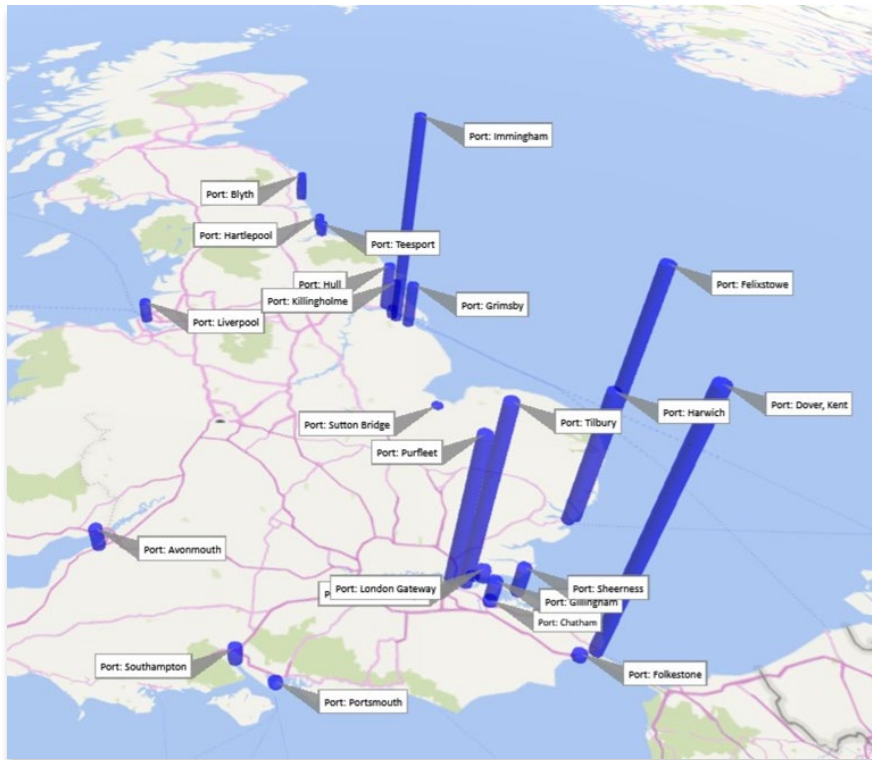 Port: Immingham
Port: Blyth
Port: Hartlepool
Port: Teesport
Port: Felixstowe
Port: Hull
Port: Killingholme
Port: Grimsby
Port: Liverpool
Port: Dover, Kent
Port: Harwich
Port: Sutton Bridge
Port: Tilbury
Port: Purfleet
Port: Avonmouth
Port: London Gateway
Port: Sheerness
Port: Gillingham
Port: Chatham
Port: Southampton
Port: Folkestone
Port: Portsmouth